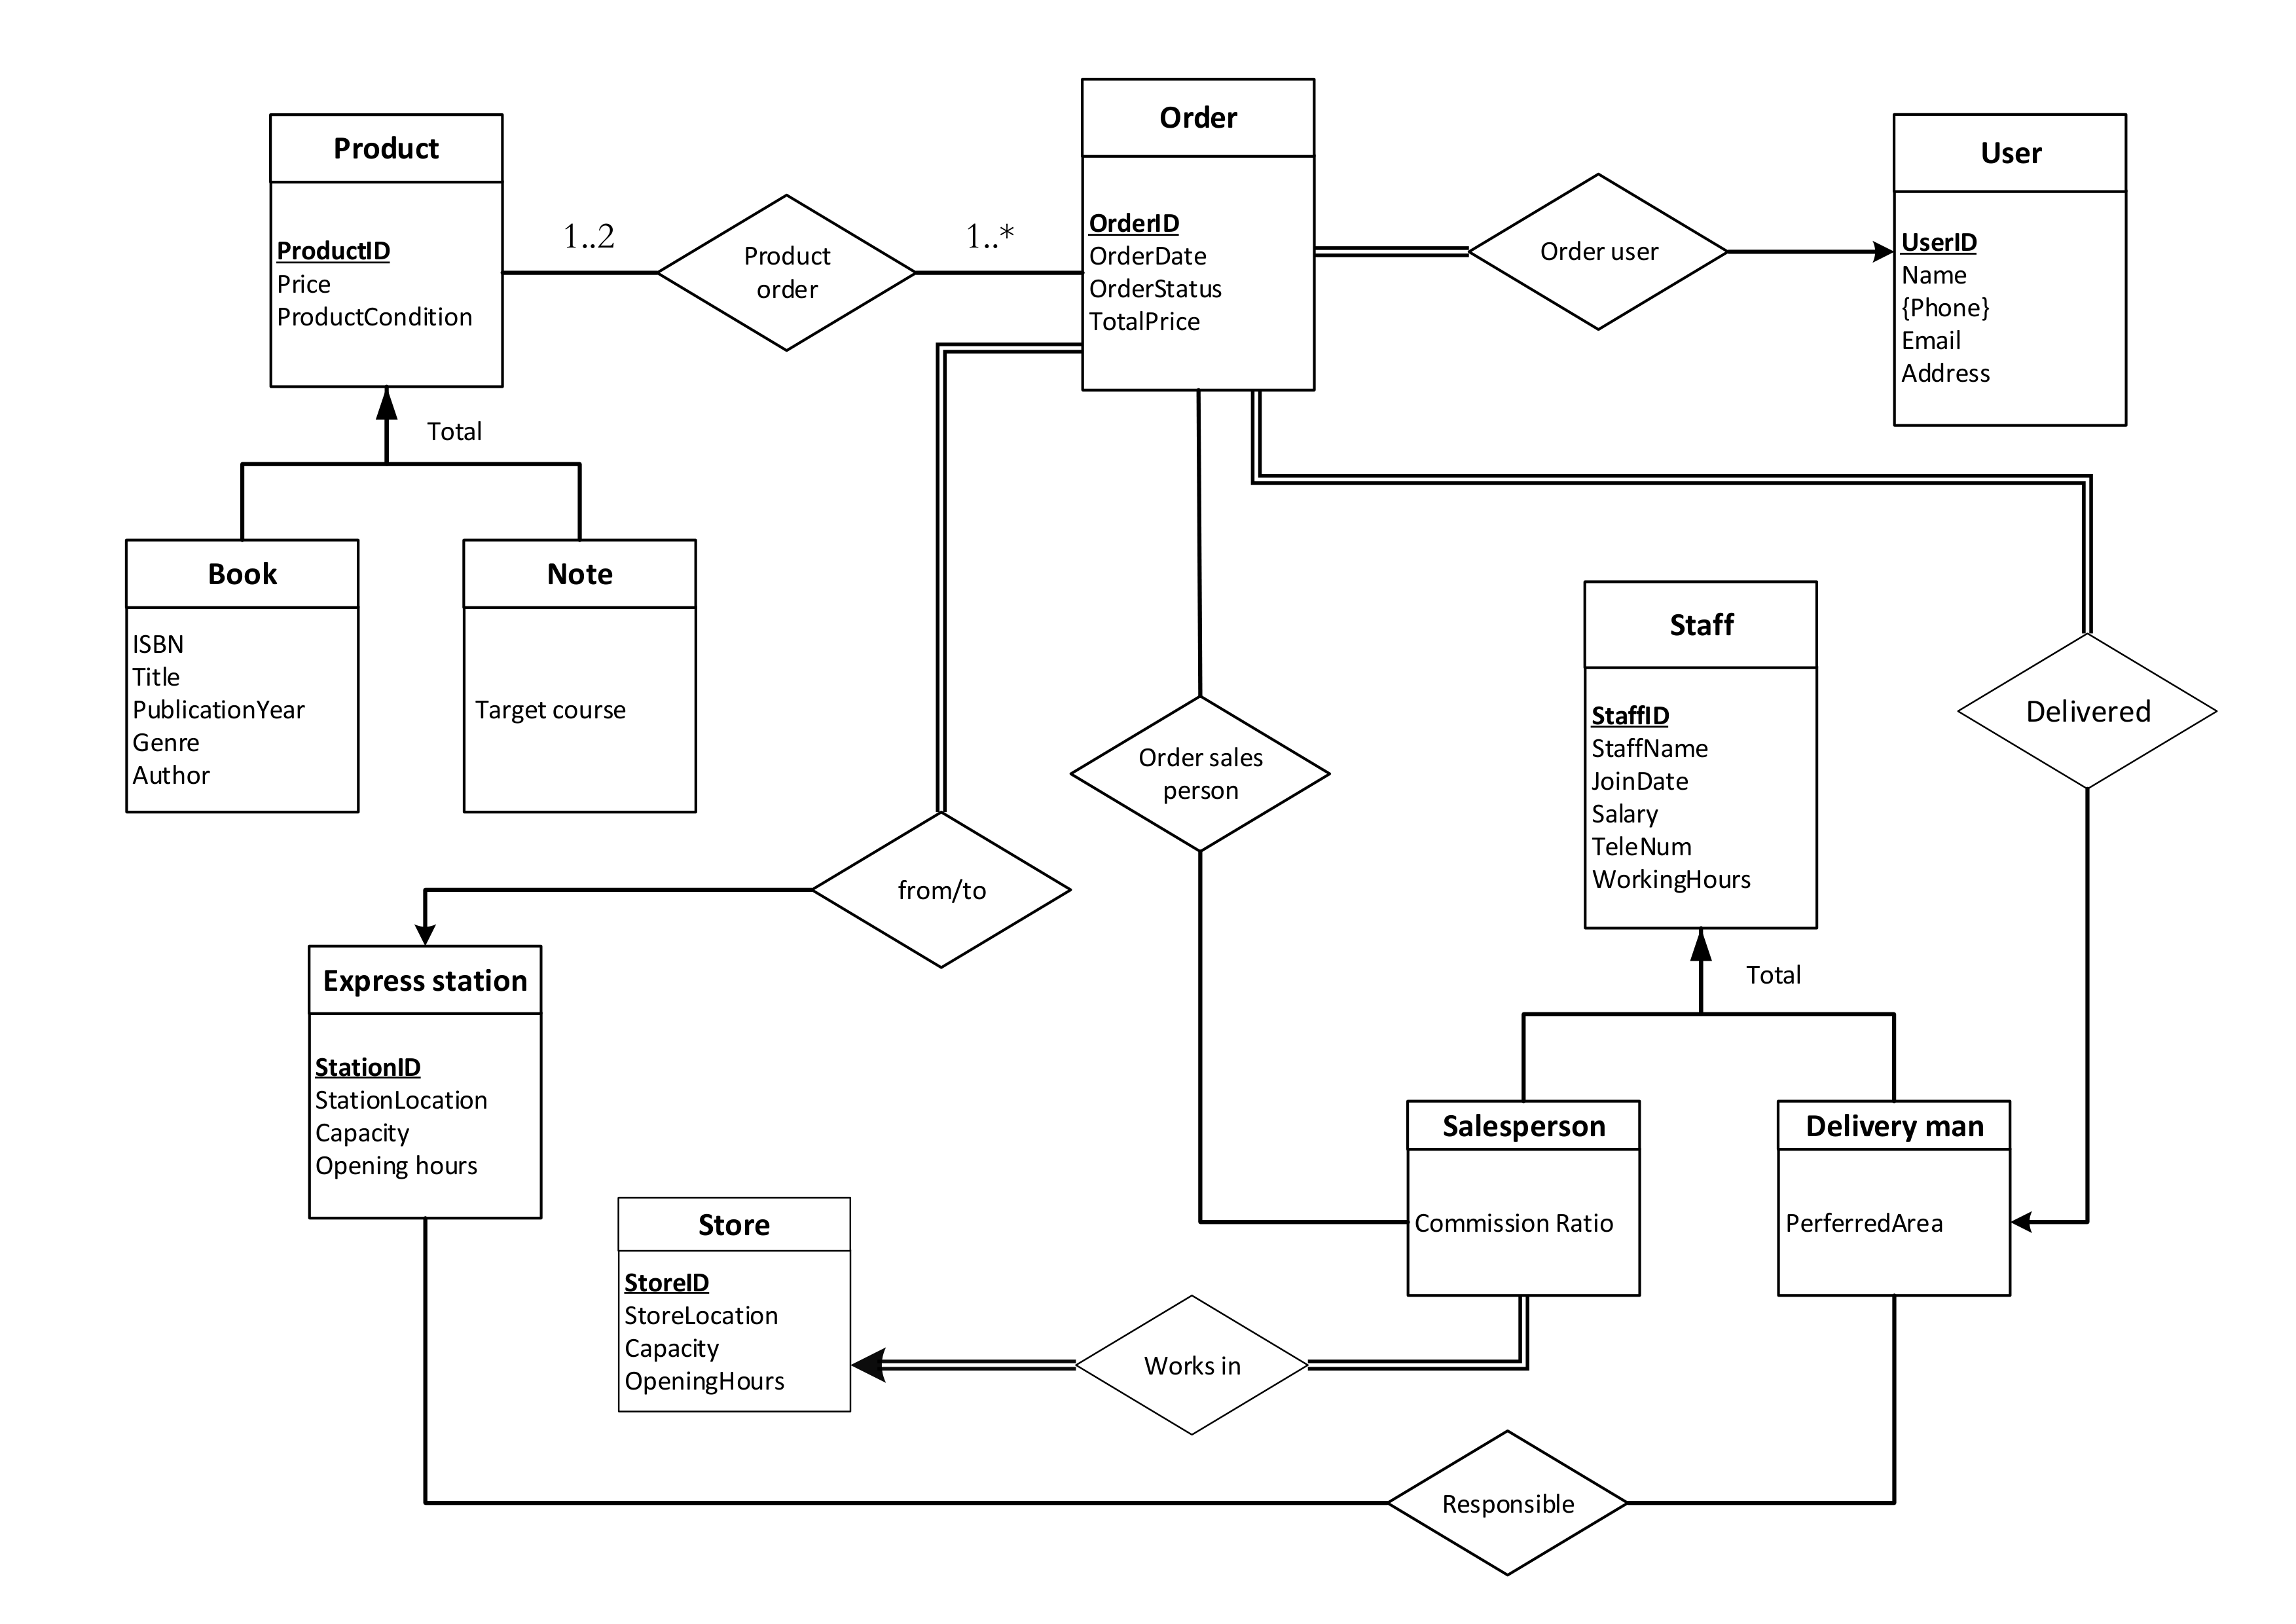 Product
ProductID
Price
ProductCondition
1..2
Product
order
1..*
Order
OrderID
OrderDate
OrderStatus
TotalPrice
Order user
User
UserID
Name
{Phone}
Email
Address
Total
Book
ISBN
Title
PublicationYear
Genre
Author
Note
Target course
Order sales
person
Staff
StaffID
StaffName
JoinDate
Salary
TeleNum
WorkingHours
Delivered
from/to
Total
Express station
StationID
StationLocation
Capacity
Opening hours
Salesperson
Commission Ratio
Delivery man
PerferredArea
Store
StoreID
StoreLocation
Capacity
OpeningHours
Works in
Responsible